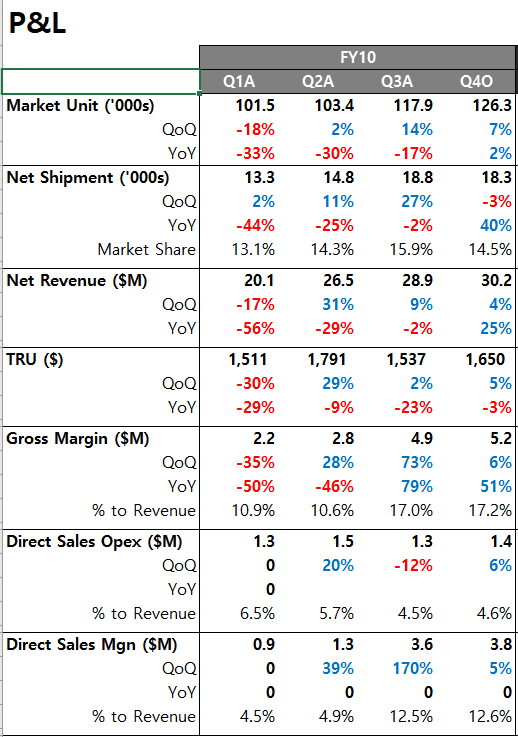 P&L
FY10
Q1A Q2A Q3A Q4O
Market Unit ('000s) 101.5 103.4 117.9 126.3
QoQ -18% 2% 14% 7%
YoY -33% -30% -17% 2%
Net Shipment ('000s) 13.3 14.8 18.8 18.3
QoQ 2% 11% 27% -3%
YoY -44% -25% -2% 40%
Market Share 13.1% 14.3% 15.9% 14.5%
Net Revenue ($M) 20.1 26.5 28.9 30.2
QoQ -17% 31% 9% 4%
YoY -56% -29% -2% 25%
TRU ($) 1,511 1,791 1,537 1,650
QoQ -30% 29% 2% 5%
YoY -29% -9% -23% -3%
Gross Margin ($M) 2.2 2.8 4.9 5.2
QoQ -35% 28% 73% 6%
YoY -50% -46% 79% 51%
% to Revenue 10.9% 10.6% 17.0% 17.2%
Direct Sales Opex ($M) 1.3 1.5 1.3 1.4
QoQ 0 20% -12% 6%
YoY 0
% to Revenue 6.5% 5.7% 4.5% 4.6%
Direct Sales Mgn ($M) 0.9 1.3 3.6 3.8
QoQ 0 39% 170% 5%
YoY 0 0 0 0
% to Revenue 4.5% 4.9% 12.5% 12.6%